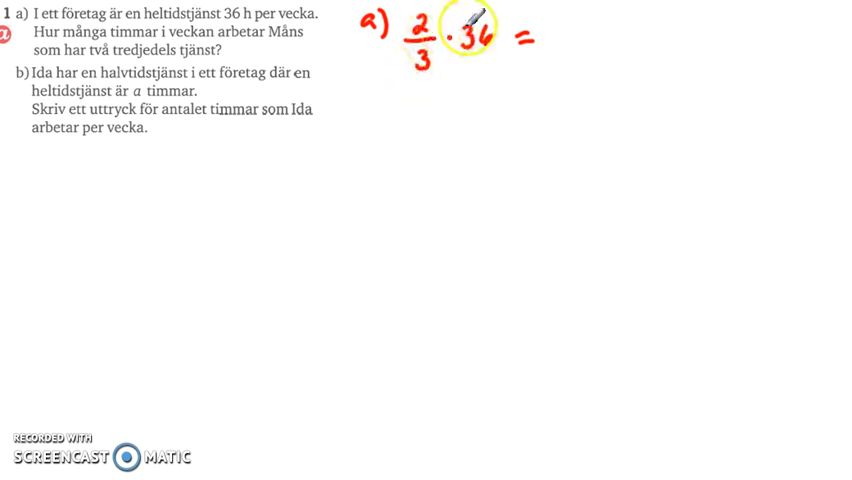 1 a) I ett företag är en heltidstjänst 36 h per vecka.
a Hur många timmar i veckan arbetar Måns
som har två tredjedels tjänst?
b) Ida har en halvtidstjänst i ett företag där en
heltidstjänst är a timmar.
Skriv ett uttryck för antalet timmar som Ida
arbetar per vecka.
a) 2/3 · 36 =
RECORDED WITH
SCREENCAST MATIC